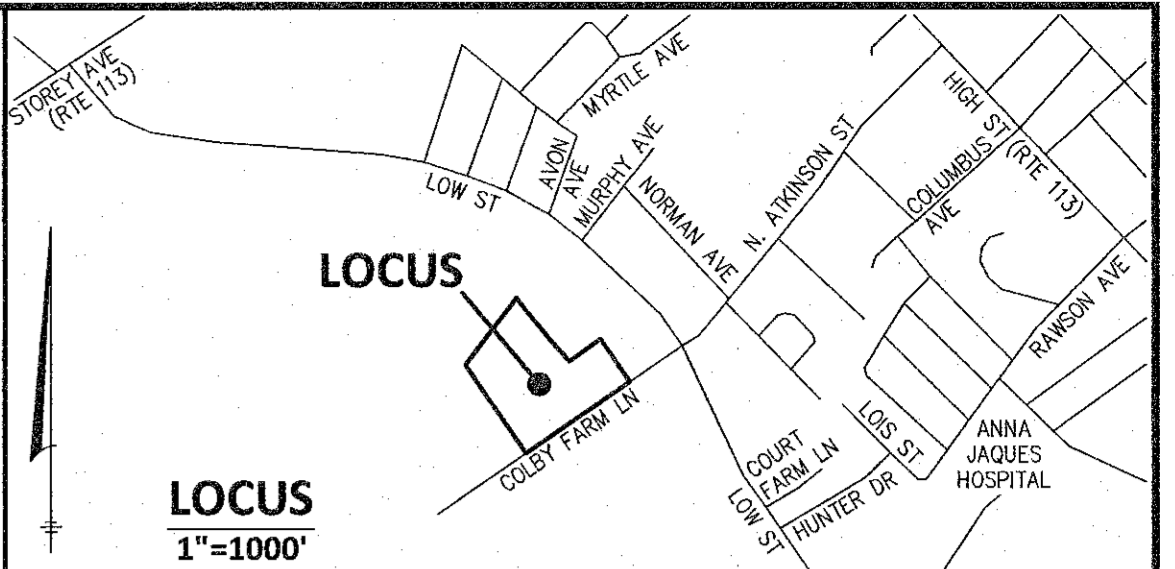 STOREY AVE
(RTE 113)
MYRTLE AVE
AVON
AVE
MURPHY AVE
LOW ST
NORMAN AVE
N. ATKINSON ST
HIGH ST
(RTE 113)
COLUMBUS
AVE
RAWSON AVE
LOCUS
COLBY FARM LN
LOIS ST
COURT
FARM LN
HUNTER DR
LOW ST
ANNA
JAQUES
HOSPITAL
LOCUS
1"=1000'